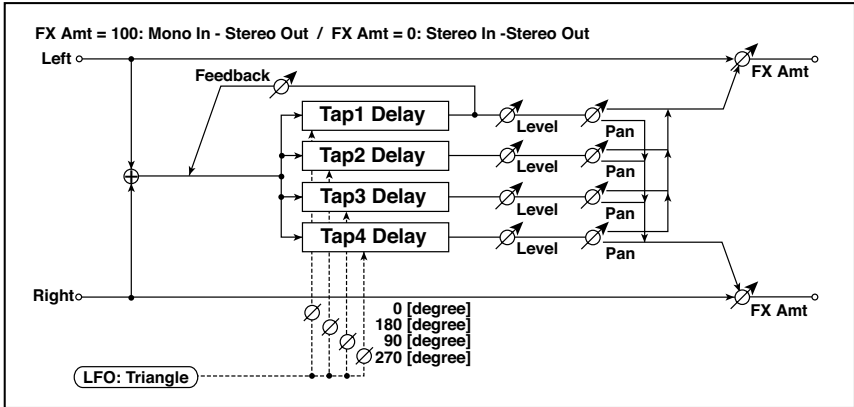 FX Amt = 100: Mono In - Stereo Out / FX Amt = 0: Stereo In -Stereo Out
Left
FX Amt
Feedback
Tap1 Delay
Level
Pan
Tap2 Delay
Level
Pan
Tap3 Delay
Level
Pan
Tap4 Delay
Level
Pan
Right
FX Amt
0 [degree]
180 [degree]
90 [degree]
270 [degree]
LFO: Triangle